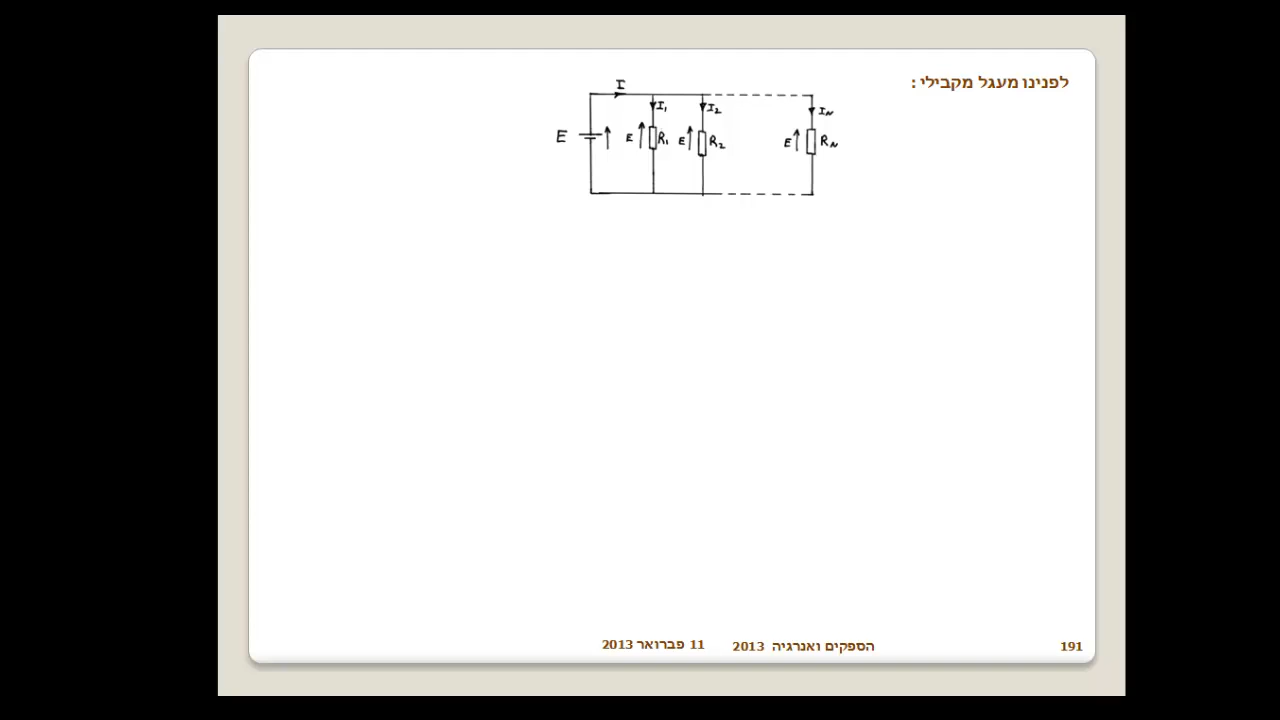 לפנינו מעגל מקבילי :
I
I₁ I₂ Iₙ
E E R₁ E R₂ E Rₙ
191 הספקים ואנרגיה 2013 11 פברואר 2013